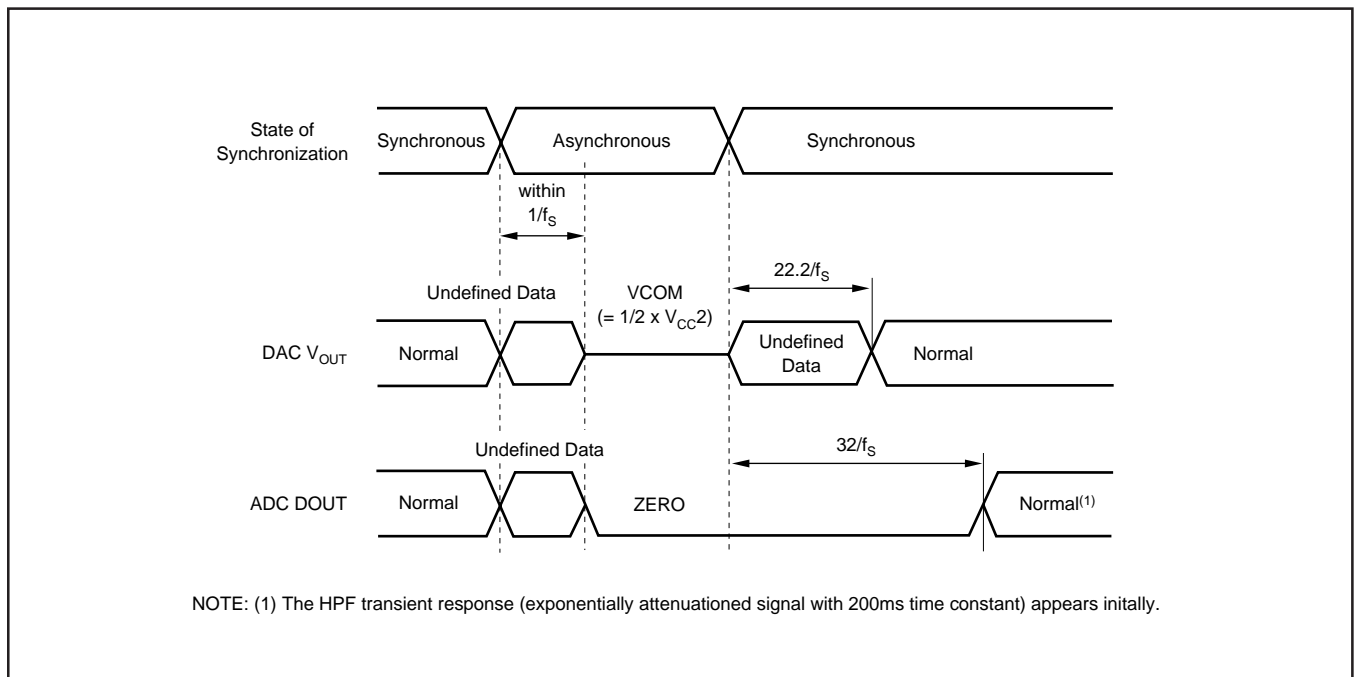 State of
Synchronization
Synchronous
Asynchronous
Synchronous
within
1/fS
22.2/fS
Undefined Data
VCOM
(= 1/2 x VCC2)
DAC VOUT
Normal
Undefined
Data
Normal
Undefined Data
32/fS
ADC DOUT
Normal
ZERO
Normal(1)
NOTE: (1) The HPF transient response (exponentially attenuationed signal with 200ms time constant) appears initally.